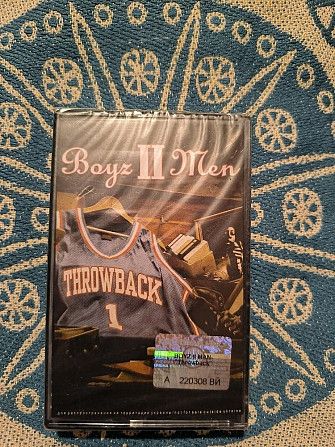 Boyz II Men
THROWBACK
1
BOYZ II MEN
А 220308 ВИ